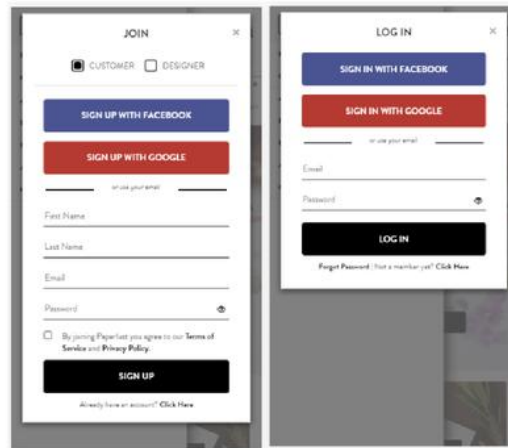 JOIN
×
CUSTOMER
DESIGNER
SIGN UP WITH FACEBOOK
SIGN UP WITH GOOGLE
or use your email
First Name
Last Name
Email
Password
By joining Paperlust you agree to our Terms of
Service and Privacy Policy.
SIGN UP
Already have an account? Click Here
LOG IN
×
SIGN IN WITH FACEBOOK
SIGN IN WITH GOOGLE
or use your email
Email
Password
LOG IN
Forgot Password | Not a member yet? Click Here